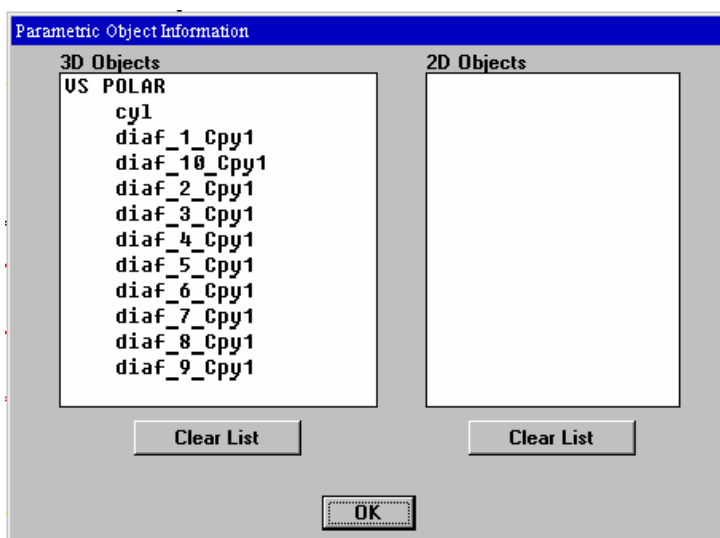 Parametric Object Information
3D Objects
VS POLAR
cyl
diaf_1_Cpy1
diaf_10_Cpy1
diaf_2_Cpy1
diaf_3_Cpy1
diaf_4_Cpy1
diaf_5_Cpy1
diaf_6_Cpy1
diaf_7_Cpy1
diaf_8_Cpy1
diaf_9_Cpy1
Clear List
2D Objects
Clear List
OK